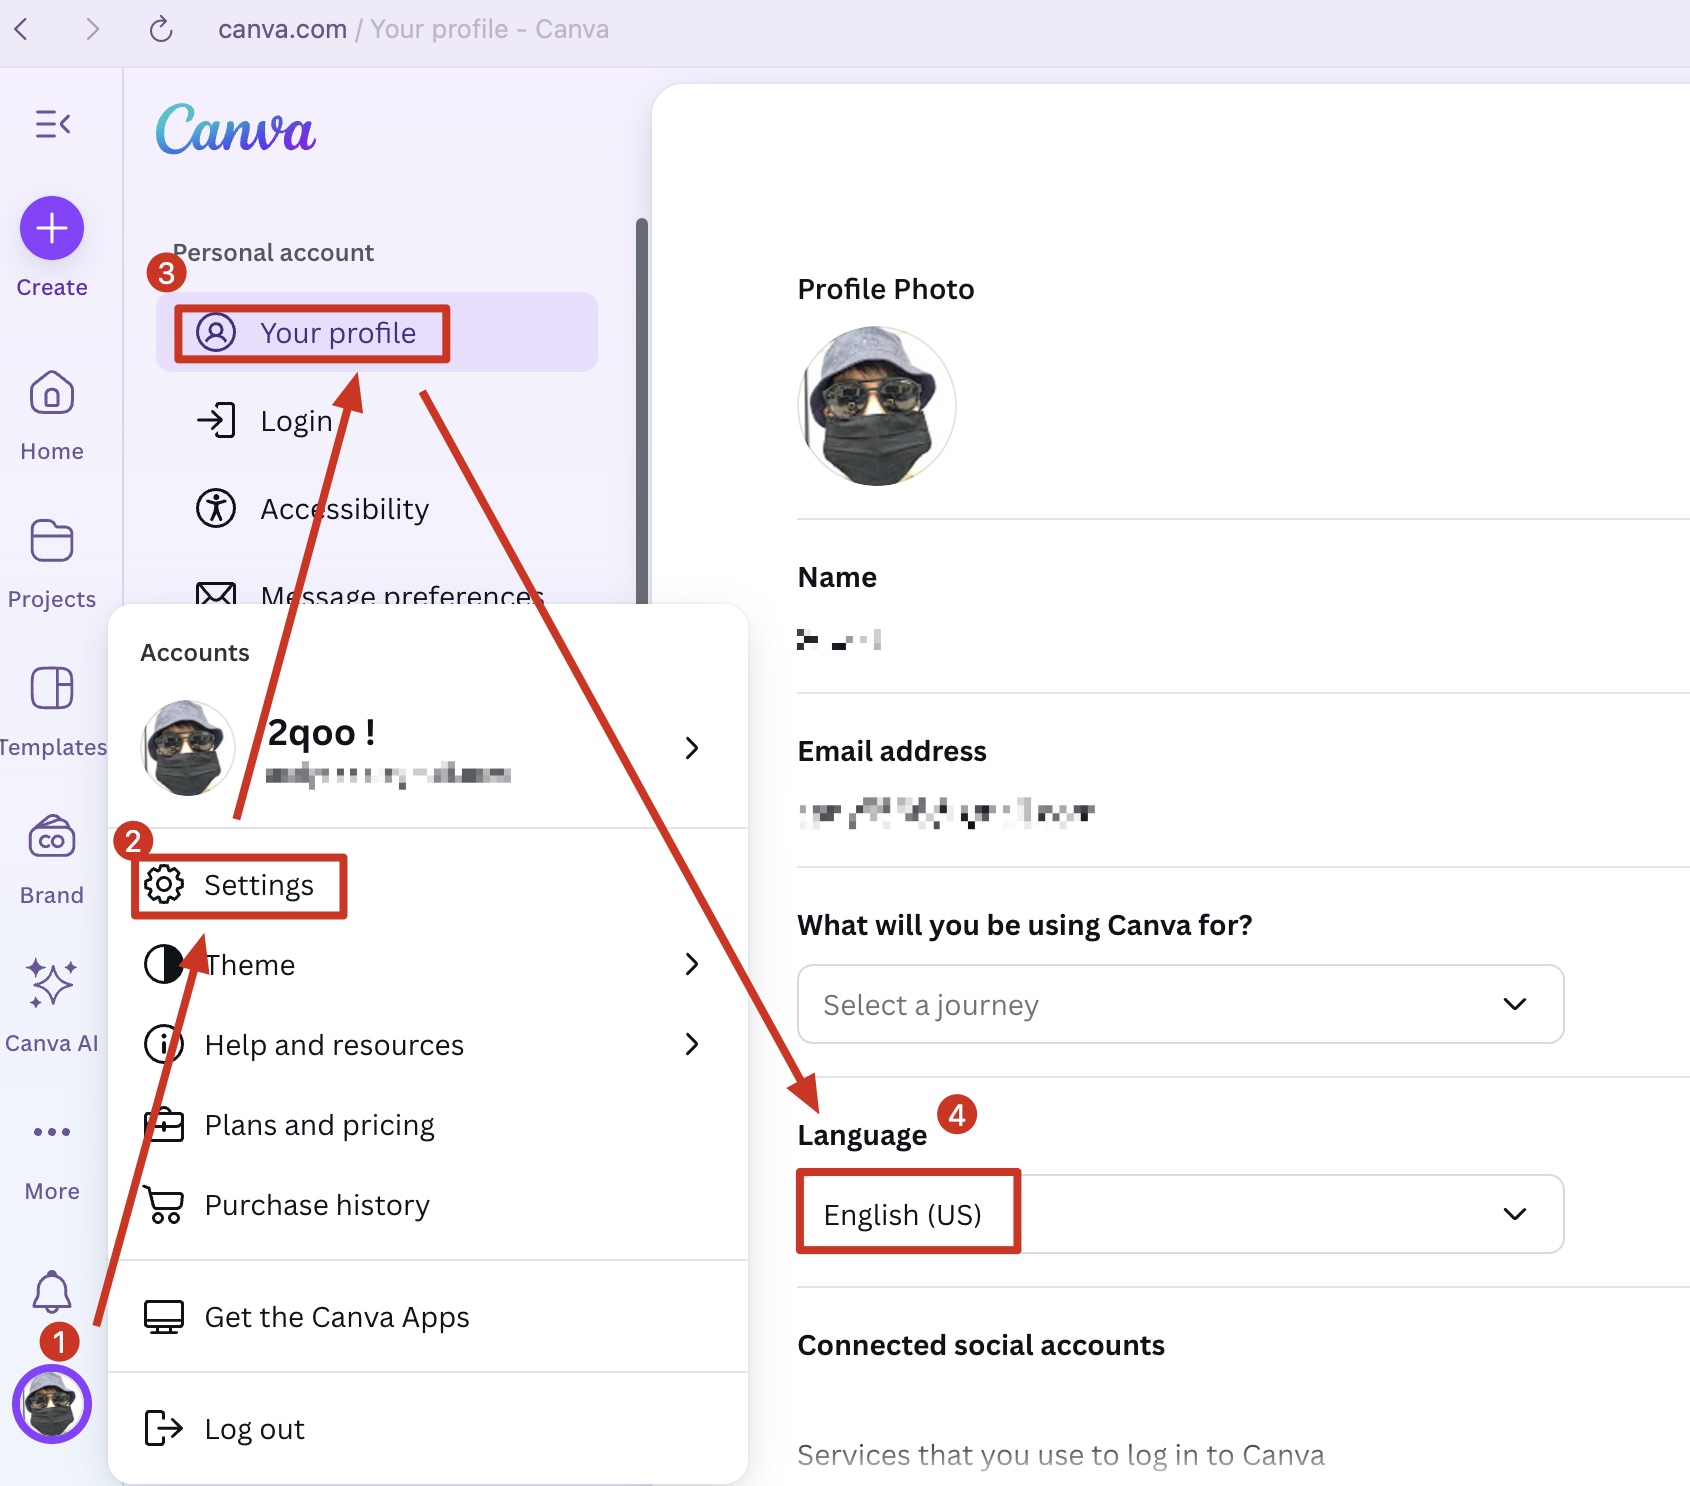 canva.com / Your profile - Canva
Canva
Create
Home
Projects
Templates
Brand
Canva AI
More
1
Personal account
3
Your profile
Login
Accessibility
Message preferences
Accounts
2qoo !
2
Settings
Theme
Help and resources
Plans and pricing
Purchase history
Get the Canva Apps
Log out
Profile Photo
Name
Email address
What will you be using Canva for?
Select a journey
Language
4
English (US)
Connected social accounts
Services that you use to log in to Canva